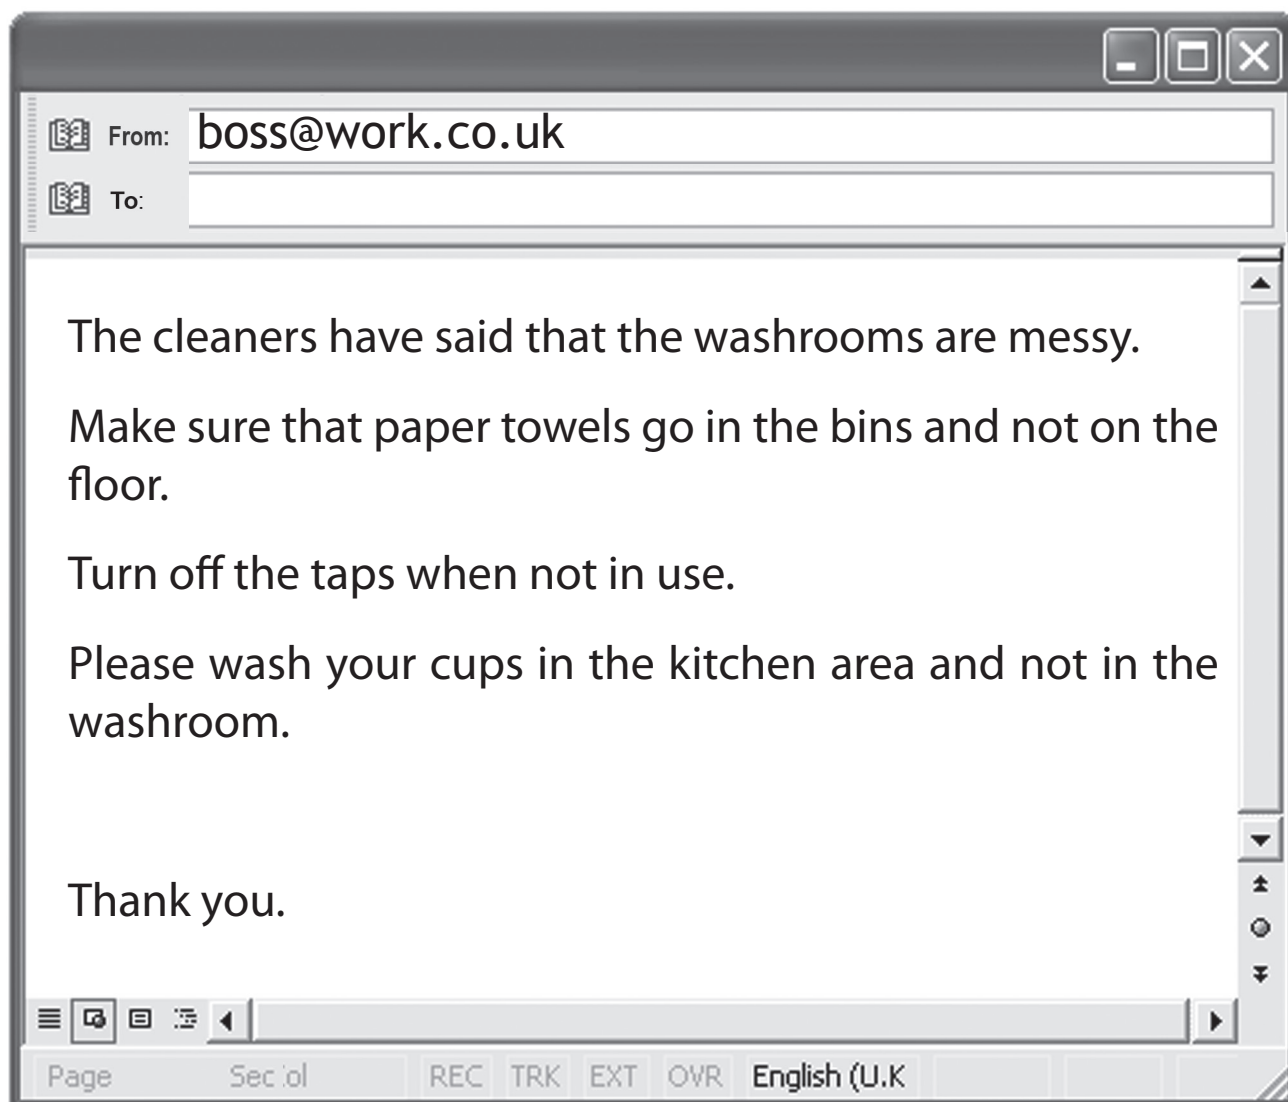 From: boss@work.co.uk
To:
The cleaners have said that the washrooms are messy.
Make sure that paper towels go in the bins and not on the
floor.
Turn off the taps when not in use.
Please wash your cups in the kitchen area and not in the
washroom.
Thank you.
Page Sec ol REC TRK EXT OVR English (U.K